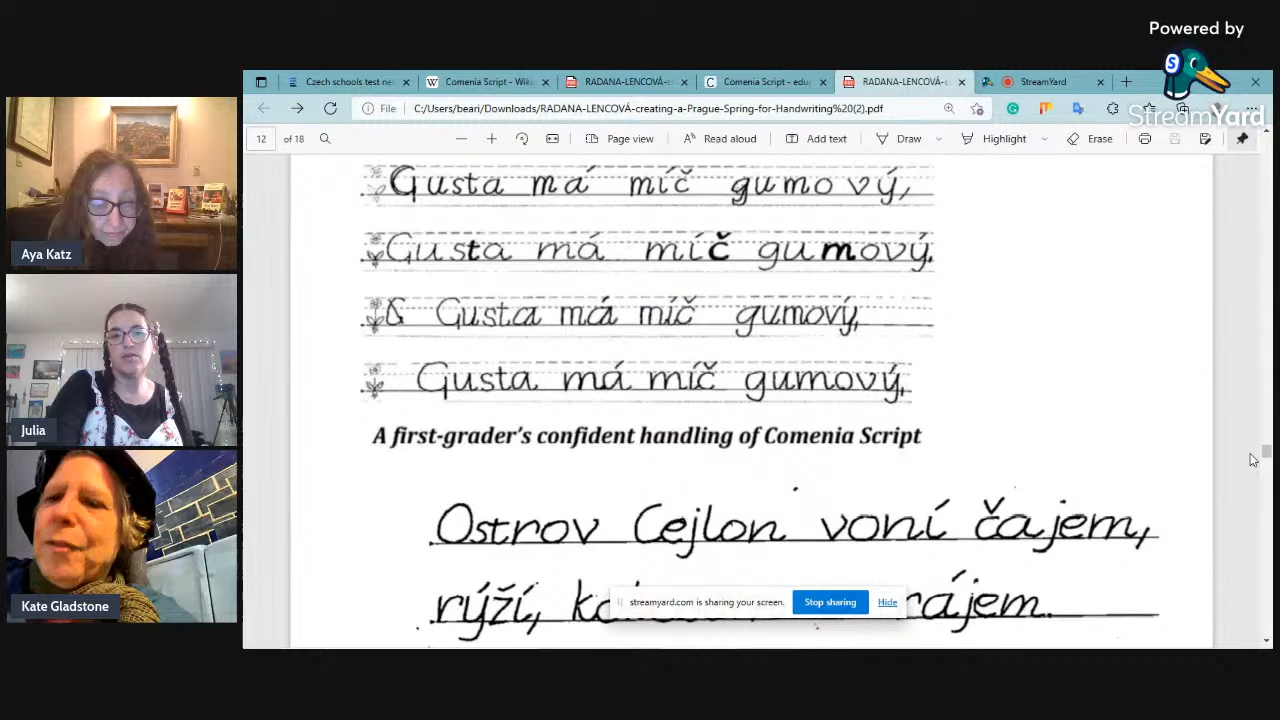 Powered by
S
StreamYard
Czech schools test ne
Comenia Script - Wiki
RADANA-LENCOVÁ-c
Comenia Script - edu
RADANA-LENCOVÁ-c
StreamYard
File C:/Users/beari/Downloads/RADANA-LENCOVÁ-creating-a-Prague-Spring-for-Handwriting%20(2).pdf
12 of 18 Page view Read aloud Add text Draw Highlight Erase
Gusta má míč gumový,
Gusta má míč gumový.
G Gusta má míč gumový,
Gusta má míč gumový,
A first-grader's confident handling of Comenia Script
Ostrov Cejlon voní čajem,
rýží,
streamyard.com is sharing your screen. Stop sharing Hide
Aya Katz
Julia
Kate Gladstone